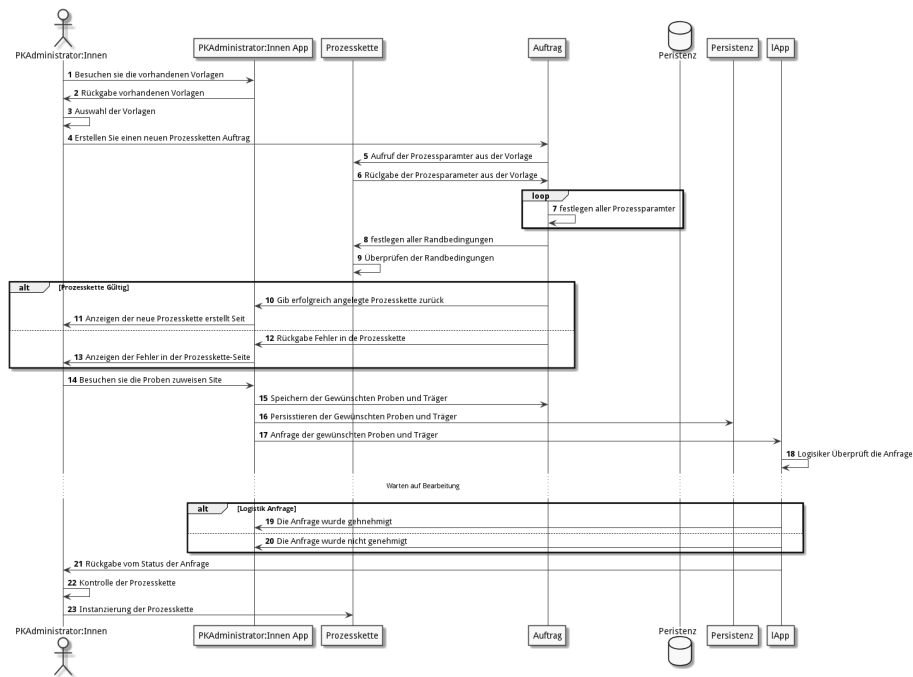 PKAdministrator:Innen
PKAdministrator:Innen App
Prozesskette
Auftrag
Peristenz
Persistenz
lApp
1 Besuchen sie die vorhandenen Vorlagen
2 Rückgabe vorhandenen Vorlagen
3 Auswahl der Vorlagen
4 Erstellen Sie einen neuen Prozessketten Auftrag
5 Aufruf der Prozessparamter aus der Vorlage
6 Rüclgabe der Prozesparameter aus der Vorlage
loop
7 festlegen aller Prozessparamter
8 festlegen aller Randbedingungen
9 Überprüfen der Randbedingungen
alt [Prozesskette Gültig]
10 Gib erfolgreich angelegte Prozesskette zurück
11 Anzeigen der neue Prozesskette erstellt Seit
12 Rückgabe Fehler in de Prozesskette
13 Anzeigen der Fehler in der Prozesskette-Seite
14 Besuchen sie die Proben zuweisen Site
15 Speichern der Gewünschten Proben und Träger
16 Persisstieren der Gewünschten Proben und Träger
17 Anfrage der gewünschten Proben und Träger
18 Logisiker Überprüft die Anfrage
Warten auf Bearbeitung
alt [Logistik Anfrage]
19 Die Anfrage wurde gehnehmigt
20 Die Anfrage wurde nicht genehmigt
21 Rückgabe vom Status der Anfrage
22 Kontrolle der Prozesskette
23 Instanzierung der Prozesskette
PKAdministrator:Innen
PKAdministrator:Innen App
Prozesskette
Auftrag
Peristenz
Persistenz
lApp